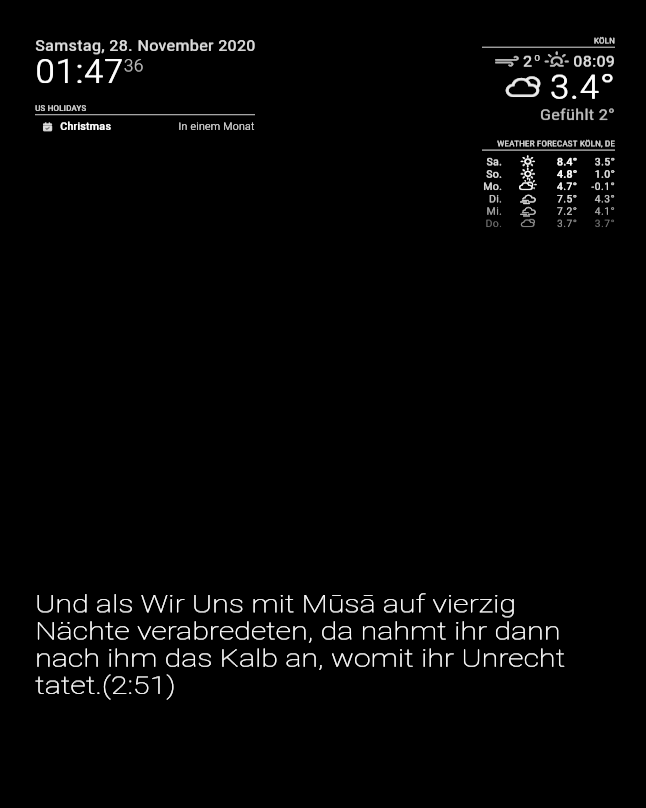 Samstag, 28. November 2020
01:47 36
US HOLIDAYS
Christmas In einem Monat
KÖLN
2 0 08:09
3.4°
Gefühlt 2°
WEATHER FORECAST KÖLN, DE
Sa. 8.4° 3.5°
So. 4.8° 1.0°
Mo. 4.7° -0.1°
Di. 7.5° 4.3°
Mi. 7.2° 4.1°
Do. 3.7° 3.7°
Und als Wir Uns mit Mūsā auf vierzig
Nächte verabredeten, da nahmt ihr dann
nach ihm das Kalb an, womit ihr Unrecht
tatet.(2:51)